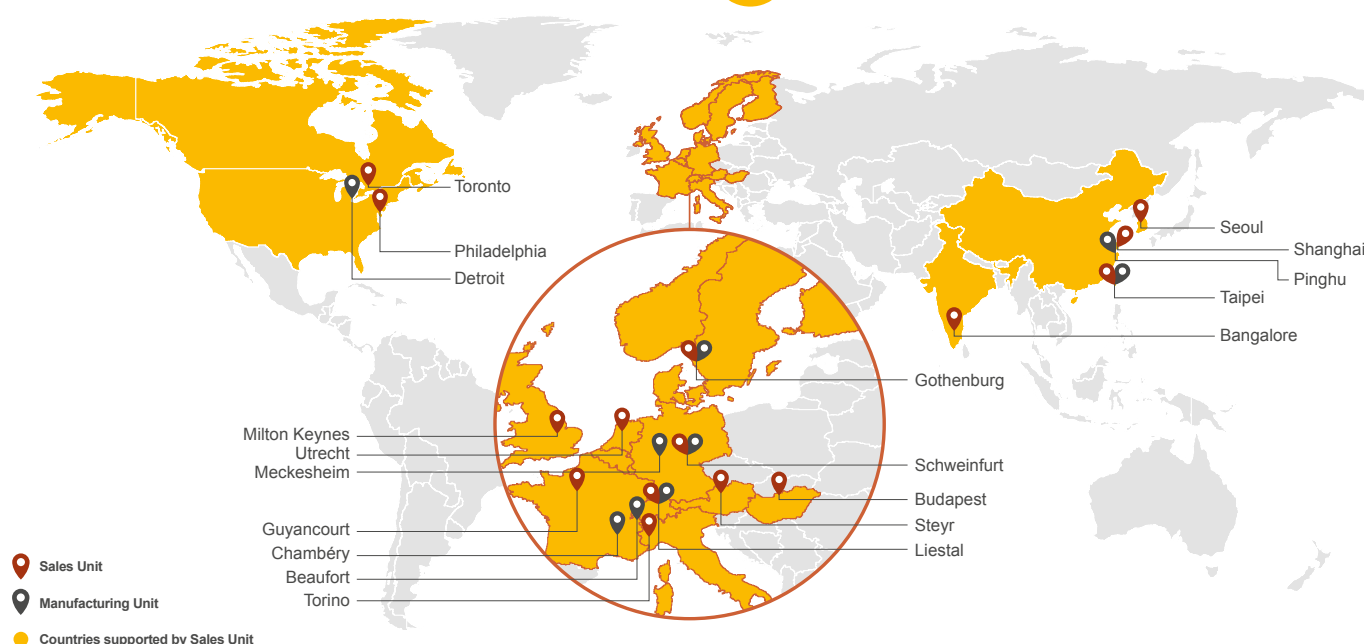 Toronto
Philadelphia
Detroit
Seoul
Shanghai
Pinghu
Taipei
Bangalore
Gothenburg
Milton Keynes
Utrecht
Meckesheim
Schweinfurt
Budapest
Steyr
Liestal
Guyancourt
Chambéry
Beaufort
Torino
Sales Unit
Manufacturing Unit
Countries supported by Sales Unit